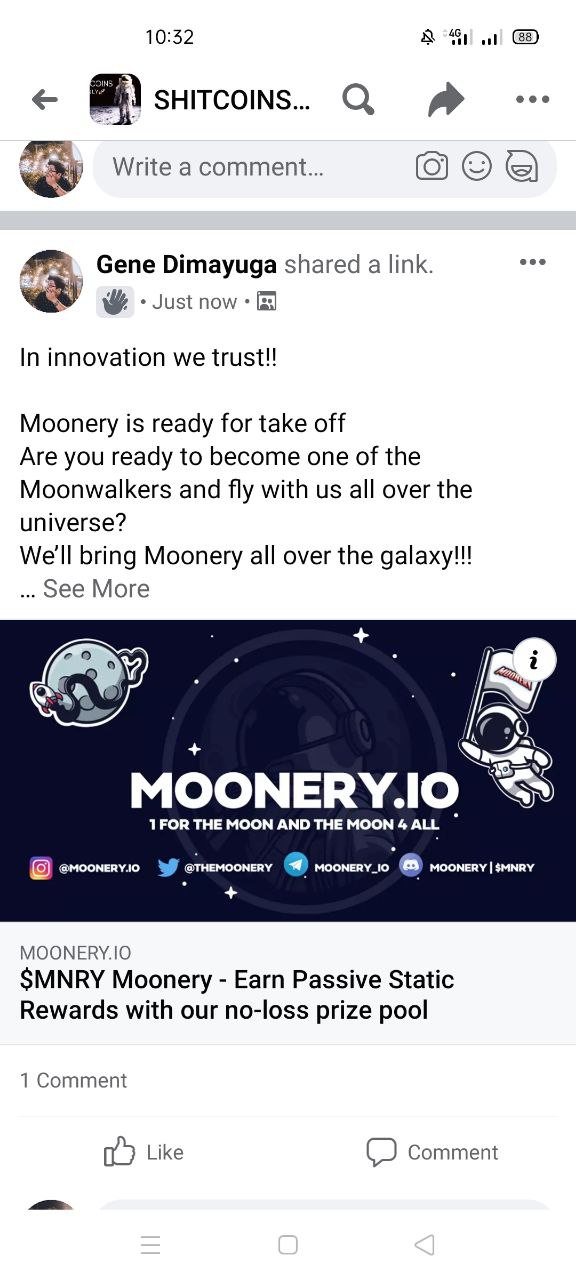 10:32
4G
88
COINS
SHITCOINS...
Write a comment...
Gene Dimayuga shared a link.
• Just now •
In innovation we trust!!
Moonery is ready for take off
Are you ready to become one of the
Moonwalkers and fly with us all over the
universe?
We’ll bring Moonery all over the galaxy!!!
... See More
i
MOONERY
MOONERY.IO
1 FOR THE MOON AND THE MOON 4 ALL
@MOONERY.IO @THEMOONERY MOONERY_IO MOONERY | $MNRY
MOONERY.IO
$MNRY Moonery - Earn Passive Static
Rewards with our no-loss prize pool
1 Comment
Like Comment